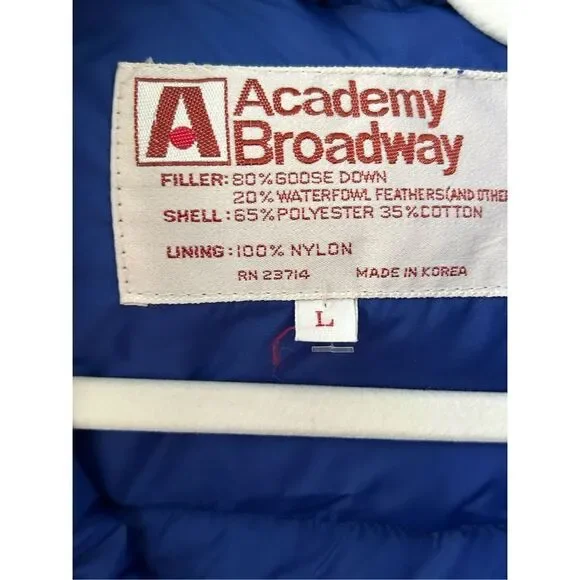 A Academy
Broadway
FILLER: 80% GOOSE DOWN
20% WATERFOWL FEATHERS(AND OTHE
SHELL: 65% POLYESTER 35% COTTON
LINING: 100% NYLON
RN 23714 MADE IN KOREA
L